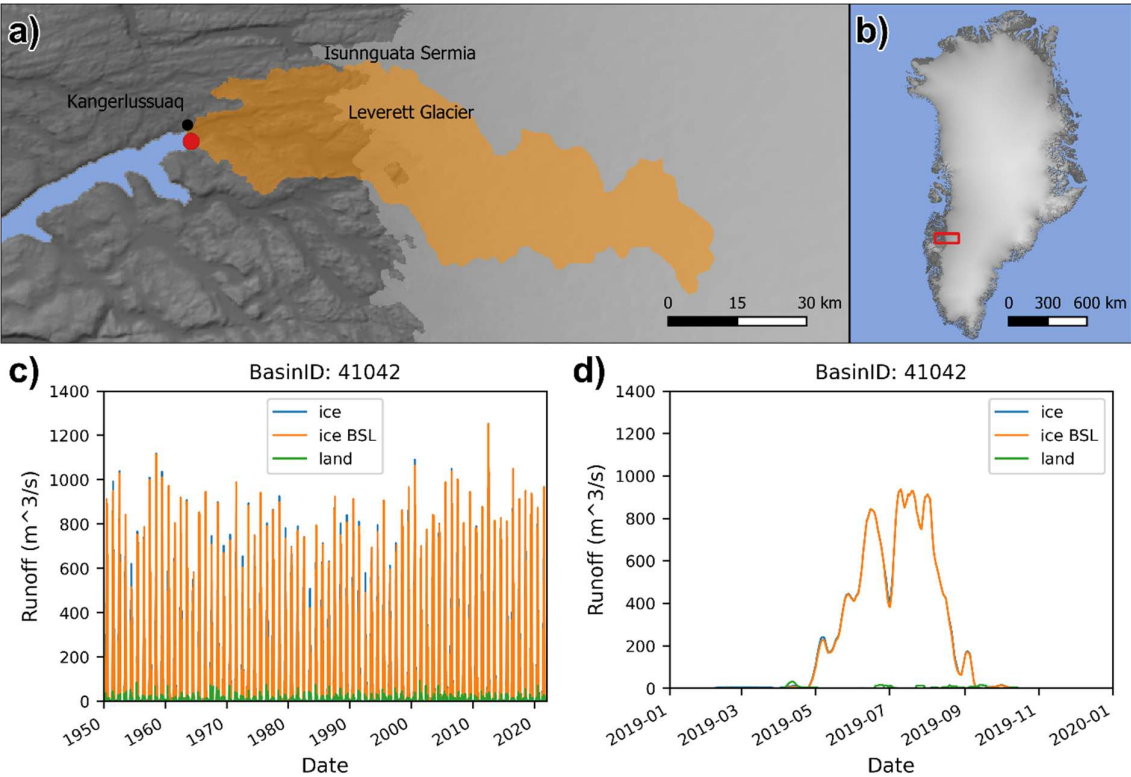 a)
Isunnguata Sermia
Kangerlussuaq
Leverett Glacier
0 15 30 km
b)
0 300 600 km
c)
BasinID: 41042
1400
1200
1000
800
600
400
200
0
Runoff (m^3/s)
ice
ice BSL
land
1950 1960 1970 1980 1990 2000 2010 2020
Date
d)
BasinID: 41042
1400
1200
1000
800
600
400
200
0
Runoff (m^3/s)
ice
ice BSL
land
2019-01 2019-03 2019-05 2019-07 2019-09 2019-11 2020-01
Date